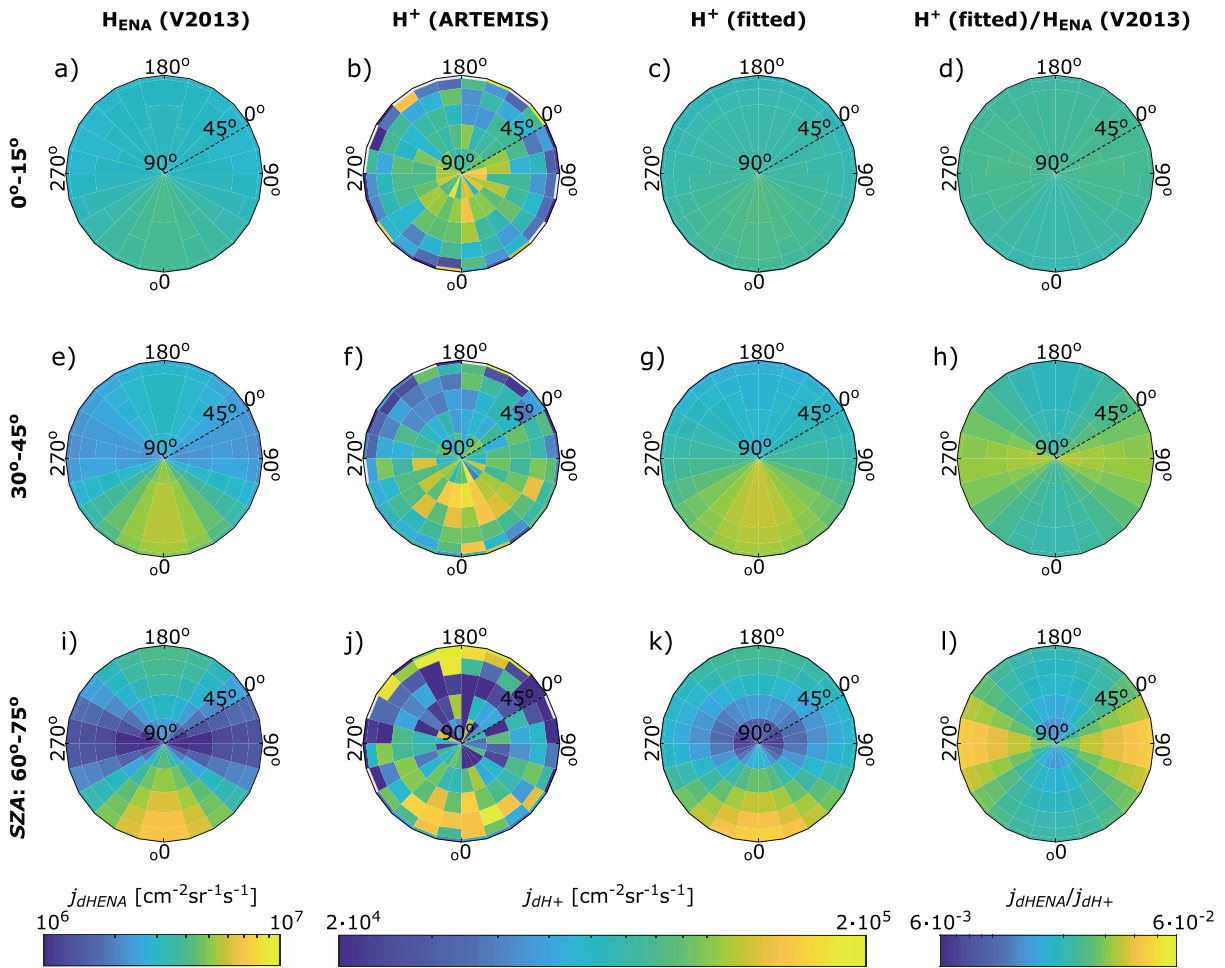 H_ENA (V2013) H⁺ (ARTEMIS) H⁺ (fitted) H⁺ (fitted)/H_ENA (V2013)
0°-15°
a) 180° 0° 45° 90° 270° 90° 0°
b) 180° 0° 45° 90° 270° 90° 0°
c) 180° 0° 45° 90° 270° 90° 0°
d) 180° 0° 45° 90° 270° 90° 0°
30°-45°
e) 180° 0° 45° 90° 270° 90° 0°
f) 180° 0° 45° 90° 270° 90° 0°
g) 180° 0° 45° 90° 270° 90° 0°
h) 180° 0° 45° 90° 270° 90° 0°
SZA: 60°-75°
i) 180° 0° 45° 90° 270° 90° 0°
j) 180° 0° 45° 90° 270° 90° 0°
k) 180° 0° 45° 90° 270° 90° 0°
l) 180° 0° 45° 90° 270° 90° 0°
j_dHENA [cm⁻²sr⁻¹s⁻¹]
10⁶ 10⁷
j_dH+ [cm⁻²sr⁻¹s⁻¹]
2·10⁴ 2·10⁵
j_dHENA/j_dH+
6·10⁻³ 6·10⁻²